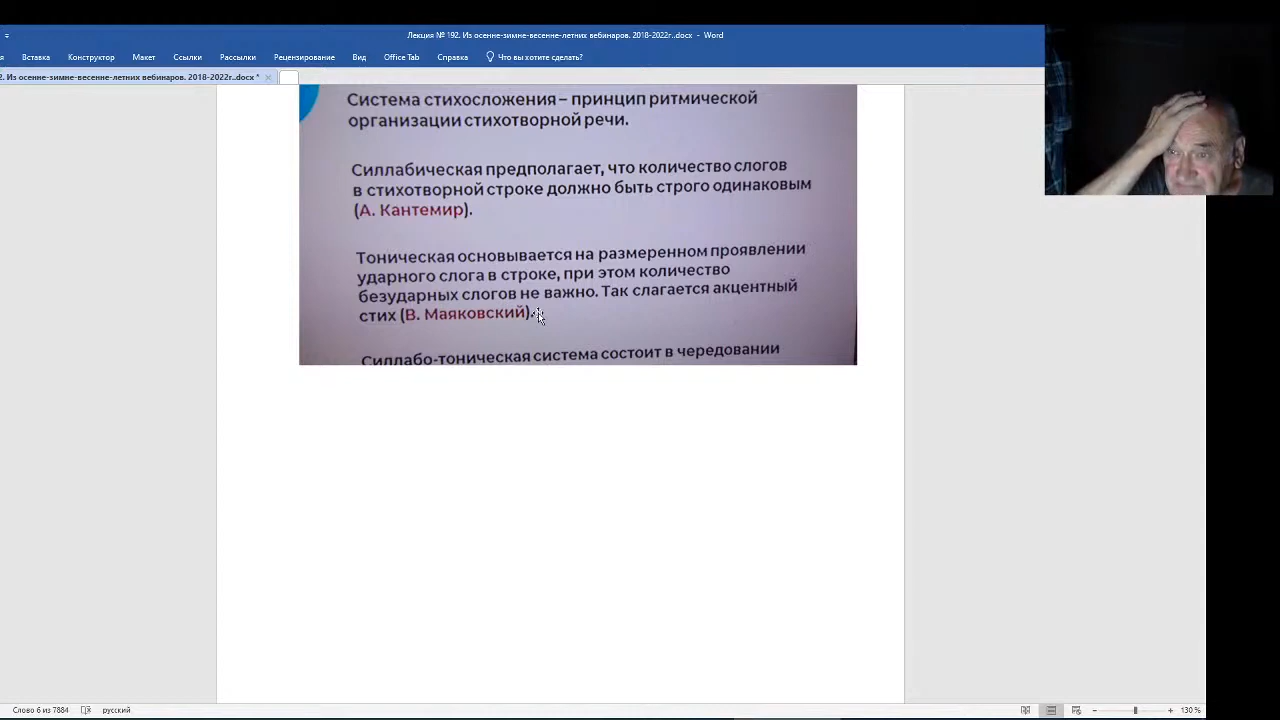 Лекция № 192. Из осенне-зимне-весенне-летних вебинаров. 2018-2022г..docx - Word
Вставка Конструктор Макет Ссылки Рассылки Рецензирование Вид Office Tab Справка Что вы хотите сделать?
2. Из осенне-зимне-весенне-летних вебинаров. 2018-2022г..docx *
Система стихосложения – принцип ритмической
организации стихотворной речи.
Силлабическая предполагает, что количество слогов
в стихотворной строке должно быть строго одинаковым
(А. Кантемир).
Тоническая основывается на размеренном проявлении
ударного слога в строке, при этом количество
безударных слогов не важно. Так слагается акцентный
стих (В. Маяковский).
Силлабо-тоническая система состоит в чередовании
Слово 6 из 7884 русский 130 %